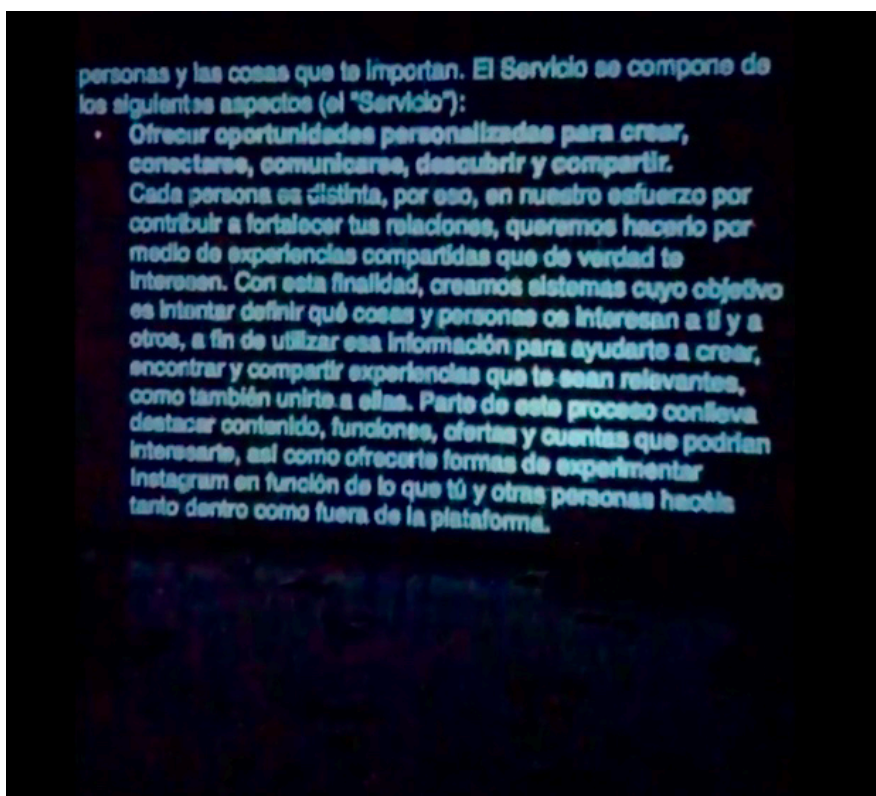 personas y las cosas que te importan. El Servicio se compone de
los siguientes aspectos (el "Servicio"):
• Ofrecer oportunidades personalizadas para crear,
conectarse, comunicarse, descubrir y compartir.
Cada persona es distinta, por eso, en nuestro esfuerzo por
contribuir a fortalecer tus relaciones, queremos hacerlo por
medio de experiencias compartidas que de verdad te
interesen. Con esta finalidad, creamos sistemas cuyo objetivo
es intentar definir qué cosas y personas os interesan a ti y a
otros, a fin de utilizar esa información para ayudarte a crear,
encontrar y compartir experiencias que te sean relevantes,
como también unirte a ellas. Parte de este proceso conlleva
destacar contenido, funciones, ofertas y cuentas que podrían
interesarte, así como ofrecerte formas de experimentar
Instagram en función de lo que tú y otras personas hacéis
tanto dentro como fuera de la plataforma.